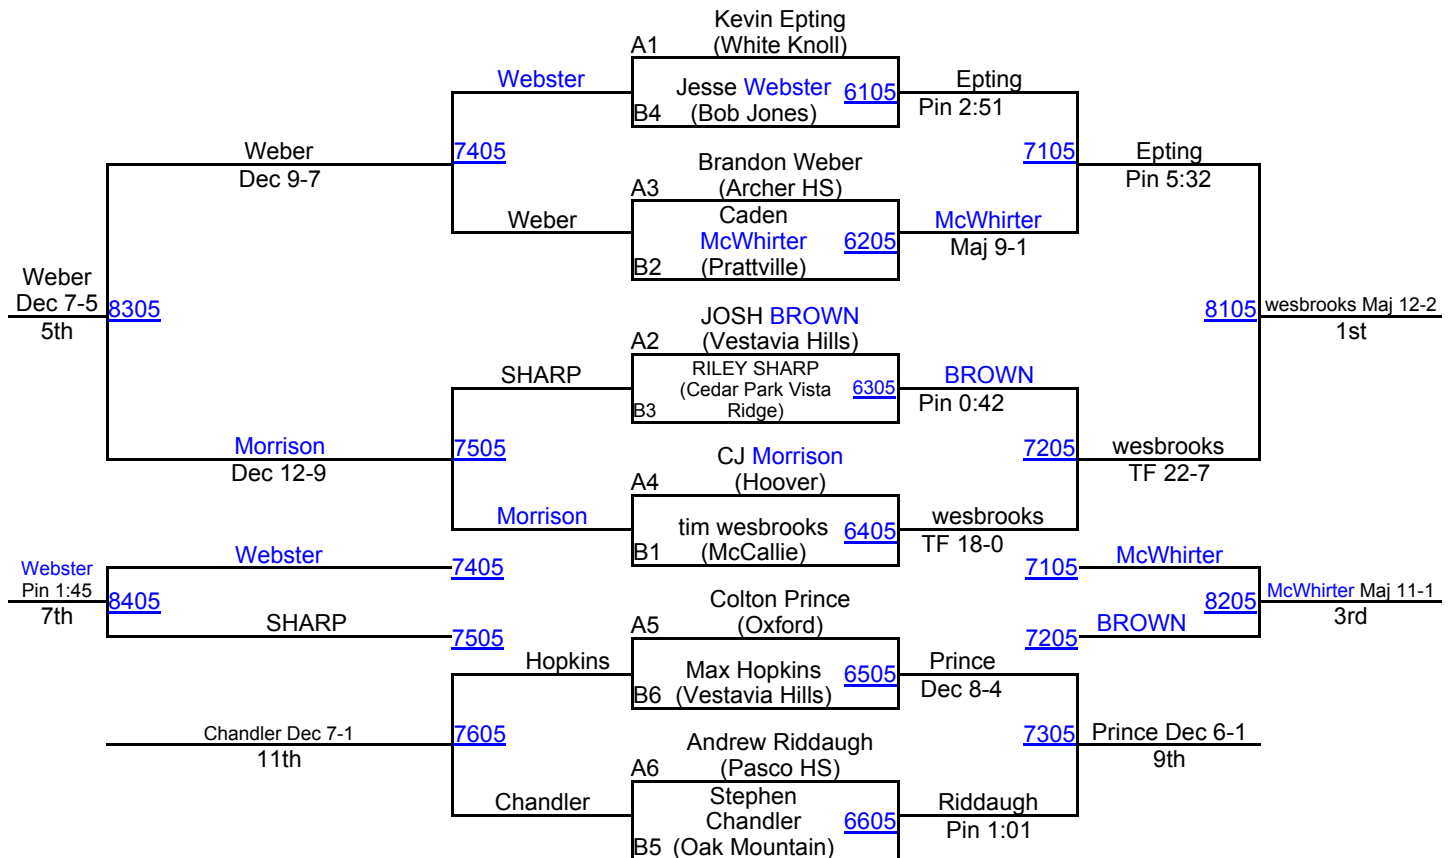 Kevin Epting
A1 (White Knoll)
Webster
Jesse Webster 6105
B4 (Bob Jones)
Epting
Pin 2:51
Weber
Dec 9-7
7405
Brandon Weber
A3 (Archer HS)
7105
Epting
Pin 5:32
Weber
Caden
McWhirter 6205
B2 (Prattville)
McWhirter
Maj 9-1
Weber
Dec 7-5
5th
8305
JOSH BROWN
A2 (Vestavia Hills)
8105
wesbrooks Maj 12-2
1st
SHARP
RILEY SHARP
(Cedar Park Vista 6305
B3 Ridge)
BROWN
Pin 0:42
Morrison
Dec 12-9
7505
CJ Morrison
A4 (Hoover)
7205
wesbrooks
TF 22-7
Morrison
tim wesbrooks 6405
B1 (McCallie)
wesbrooks
TF 18-0
Webster
Pin 1:45
7th
8405
Webster
7405
SHARP
7505
7105
McWhirter
8205
McWhirter Maj 11-1
3rd
7205
BROWN
Colton Prince
A5 (Oxford)
Hopkins
Max Hopkins 6505
B6 (Vestavia Hills)
Prince
Dec 8-4
Chandler Dec 7-1
11th
7605
Andrew Riddaugh
A6 (Pasco HS)
7305
Prince Dec 6-1
9th
Chandler
Stephen
Chandler 6605
B5 (Oak Mountain)
Riddaugh
Pin 1:01